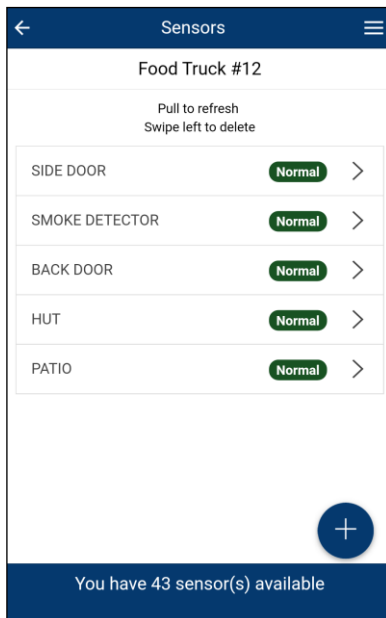 Sensors
Food Truck #12
Pull to refresh
Swipe left to delete
SIDE DOOR Normal
SMOKE DETECTOR Normal
BACK DOOR Normal
HUT Normal
PATIO Normal
You have 43 sensor(s) available